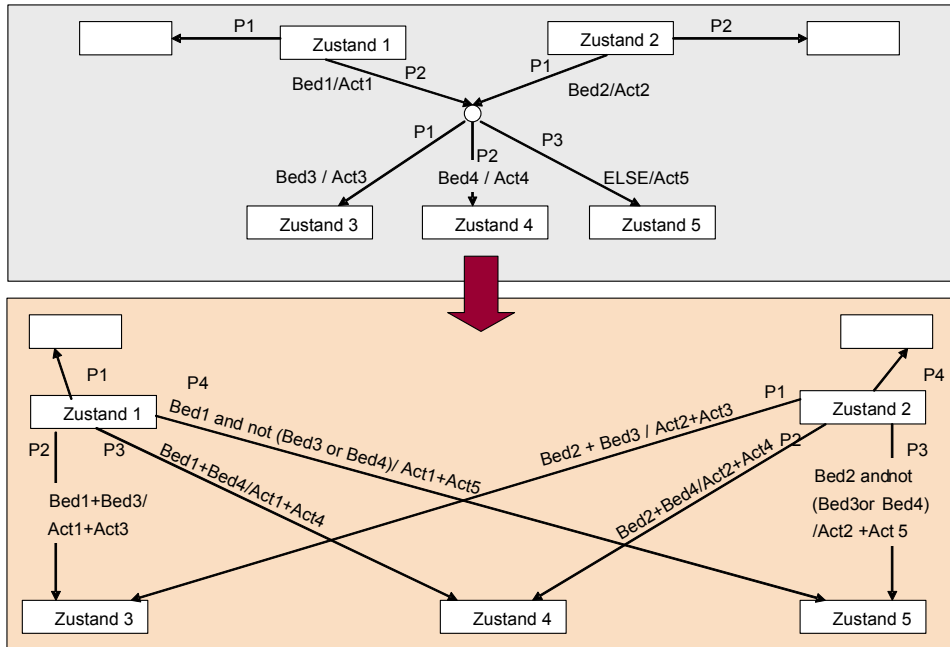 P1
Zustand 1
Zustand 2
P2
P2
P1
Bed1/Act1
Bed2/Act2
P1
P3
P2
Bed3 / Act3
Bed4 / Act4
ELSE/Act5
Zustand 3
Zustand 4
Zustand 5
P1
P4
P4
P1
Zustand 1
Zustand 2
P2
P3
Bed1 and not (Bed3 or Bed4)/ Act1+Act5
Bed2 + Bed3 / Act2+Act3
P2
P3
Bed1+Bed4/Act1+Act4
Bed2+Bed4/Act2+Act4
Bed1+Bed3/
Act1+Act3
Bed2 andnot
(Bed3or Bed4)
/Act2 +Act 5
Zustand 3
Zustand 4
Zustand 5